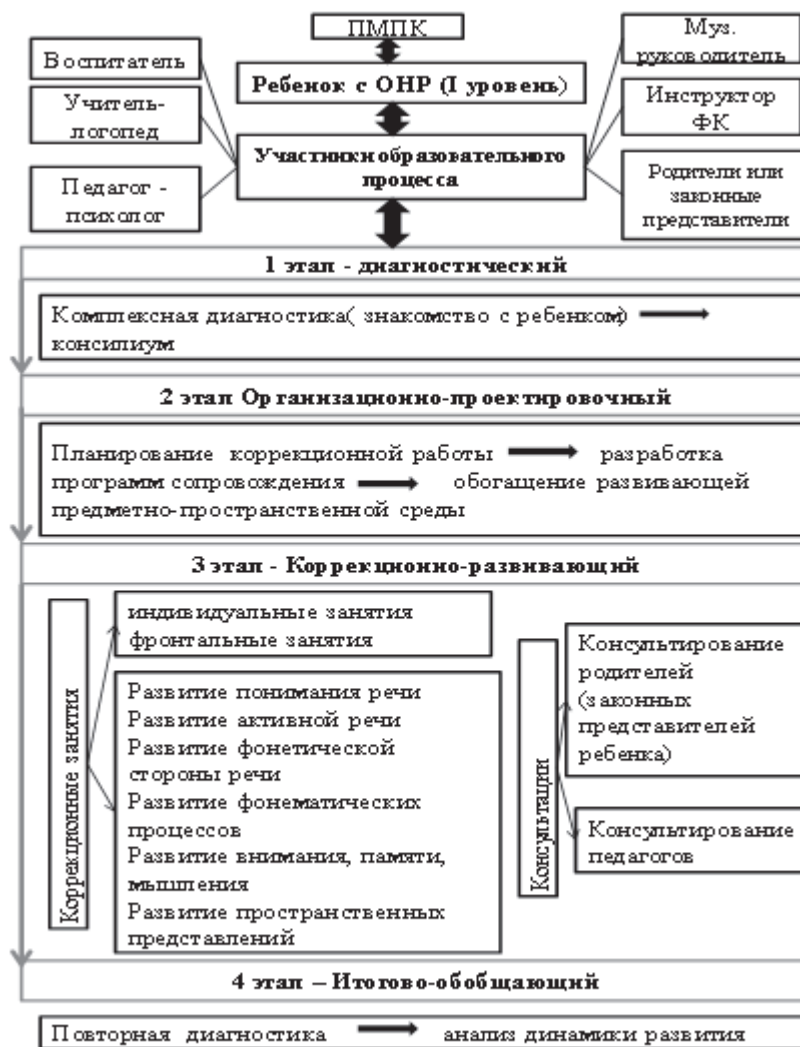 ПМПК
Ребенок с ОНР (I уровень)
Участники образовательного
процесса
Воспитатель
Учитель-
логопед
Педагог -
психолог
Муз.
руководитель
Инструктор
ФК
Родители или
законные
представители
1 этап - диагностический
Комплексная диагностика( знакомство с ребенком)
консилиум
2 этап Организационно-проектировочный
Планирование коррекционной работы разработка
программ сопровождения обогащение развивающей
предметно-пространственной среды
3 этап - Коррекционно-развивающий
Коррекционные занятия
индивидуальные занятия
фронтальные занятия
Развитие понимания речи
Развитие активной речи
Развитие фонетической
стороны речи
Развитие фонематических
процессов
Развитие внимания, памяти,
мышления
Развитие пространственных
представлений
Консультации
Консультирование
родителей
(законных
представителей
ребенка)
Консультирование
педагогов
4 этап – Итогово-обобщающий
Повторная диагностика анализ динамики развития